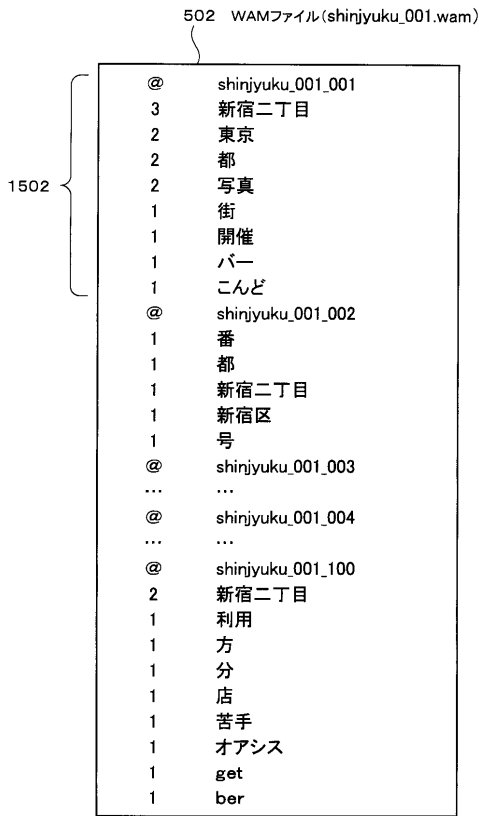 502 WAMファイル(shinjyuku_001.wam)
@ shinjyuku_001_001
3 新宿二丁目
2 東京
2 都
2 写真
1502
1 街
1 開催
1 バー
1 こんど
@ shinjyuku_001_002
1 番
1 都
1 新宿二丁目
1 新宿区
1 号
@ shinjyuku_001_003
… …
@ shinjyuku_001_004
… …
@ shinjyuku_001_100
2 新宿二丁目
1 利用
1 方
1 分
1 店
1 苦手
1 オアシス
1 get
1 ber